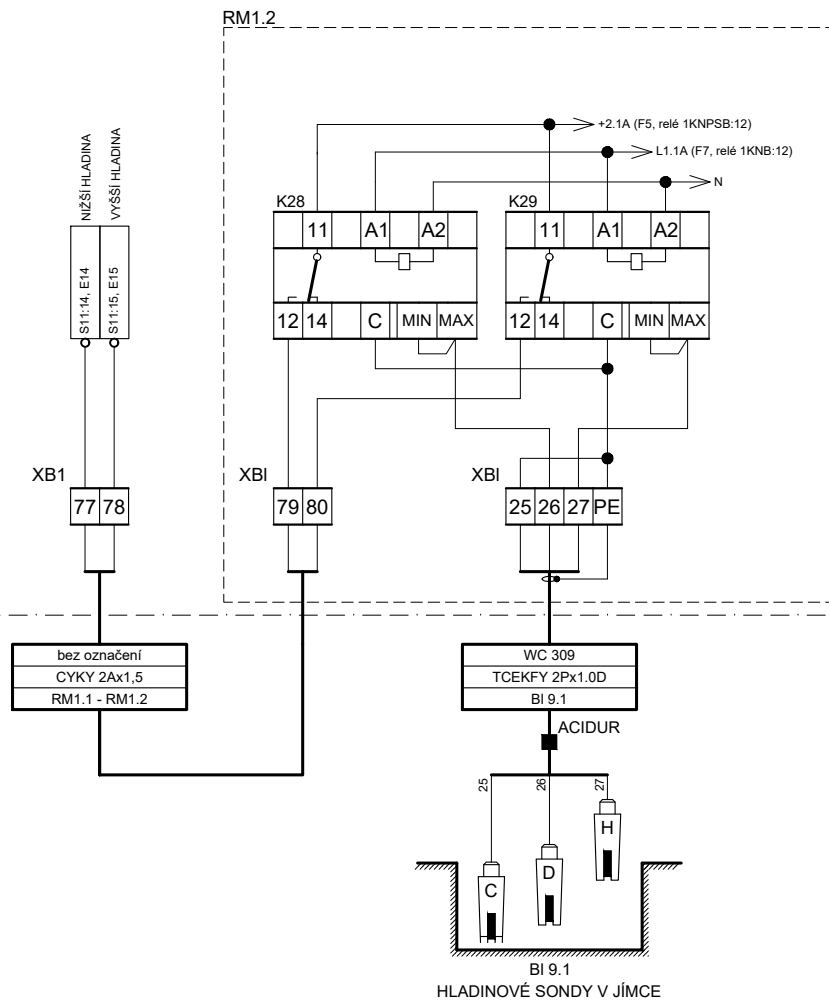 RM1.2
+2.1A (F5, relé 1KNPSB:12)
L1.1A (F7, relé 1KNB:12)
N
NIŽŠÍ HLADINA
VYŠŠÍ HLADINA
S11:14, E14
S11:15, E15
K28
11 A1 A2
12 14 C MIN MAX
K29
11 A1 A2
12 14 C MIN MAX
XB1
77 78
XBI
79 80
XBI
25 26 27 PE
bez označení
CYKY 2Ax1,5
RM1.1 - RM1.2
WC 309
TCEKFY 2Px1.0D
BI 9.1
ACIDUR
25 26 27
C D H
BI 9.1
HLADINOVÉ SONDY V JÍMCE